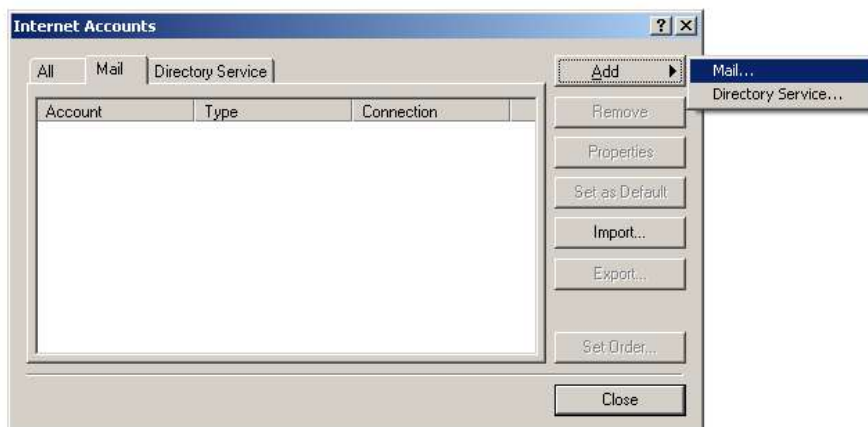 Internet Accounts
All Mail Directory Service
Add
Mail...
Directory Service...
Account Type Connection
Remove
Properties
Set as Default
Import...
Export...
Set Order...
Close